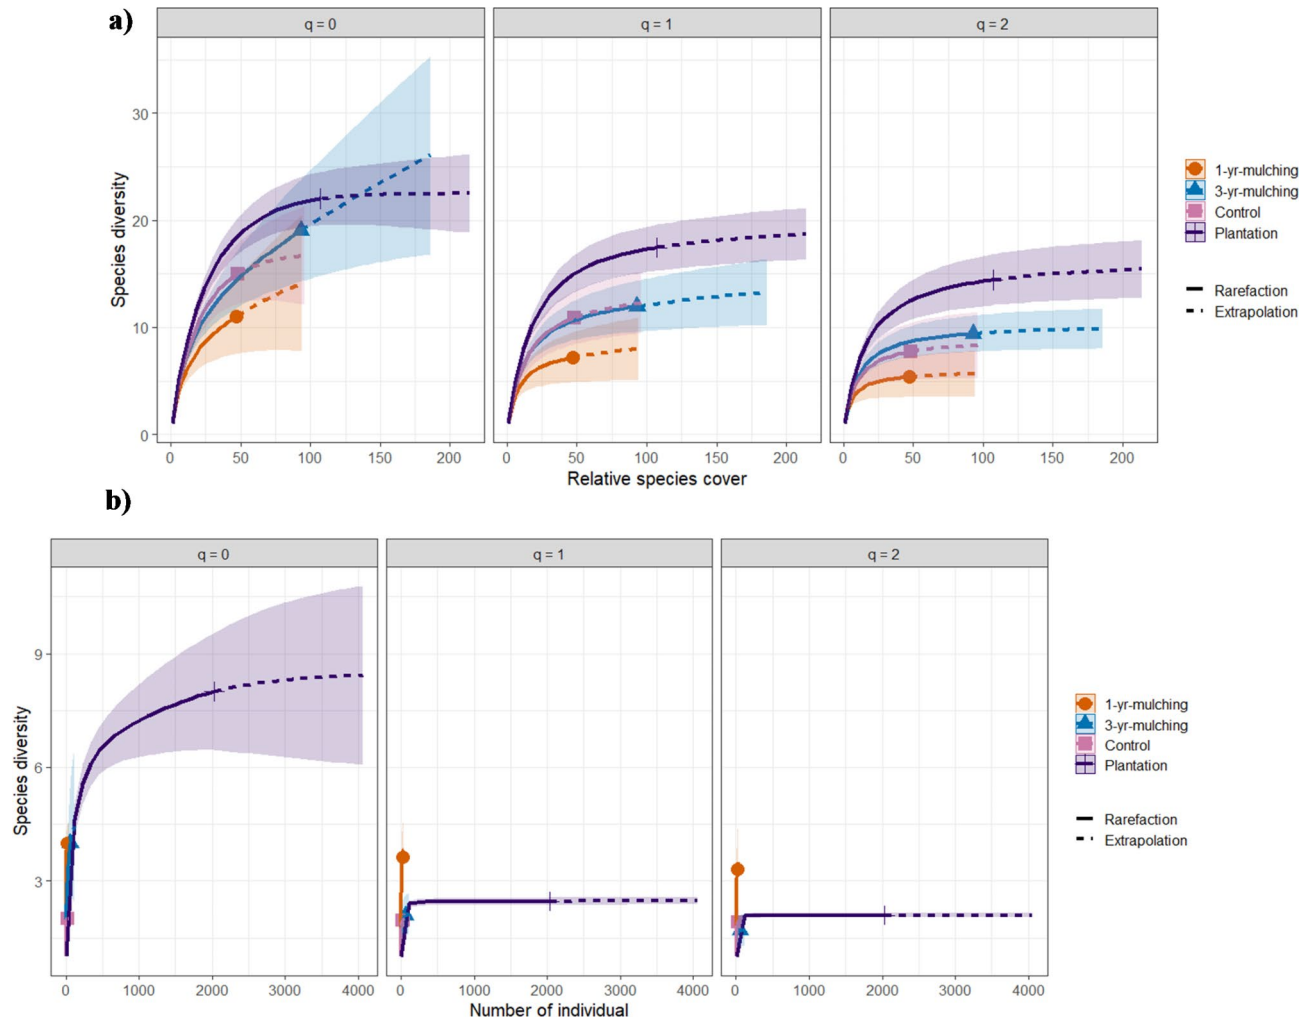 a)
q = 0
q = 1
q = 2
Species diversity
30
20
10
0
0 50 100 150 200
0 50 100 150 200
0 50 100 150 200
Relative species cover
1-yr-mulching
3-yr-mulching
Control
Plantation
Rarefaction
Extrapolation
b)
q = 0
q = 1
q = 2
Species diversity
9
6
3
0 1000 2000 3000 4000
0 1000 2000 3000 4000
0 1000 2000 3000 4000
Number of individual
1-yr-mulching
3-yr-mulching
Control
Plantation
Rarefaction
Extrapolation